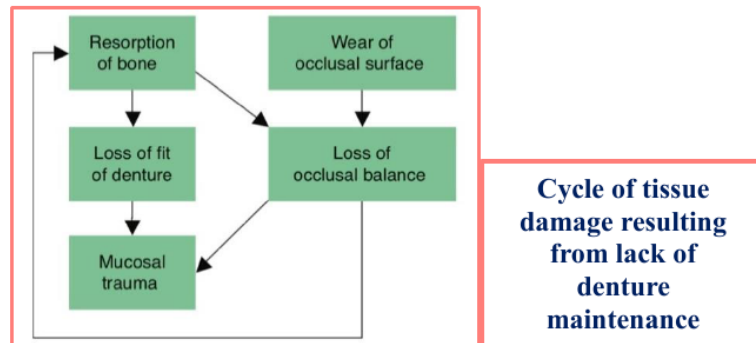 Resorption
of bone
Wear of
occlusal surface
Loss of fit
of denture
Loss of
occlusal balance
Mucosal
trauma
Cycle of tissue
damage resulting
from lack of
denture
maintenance